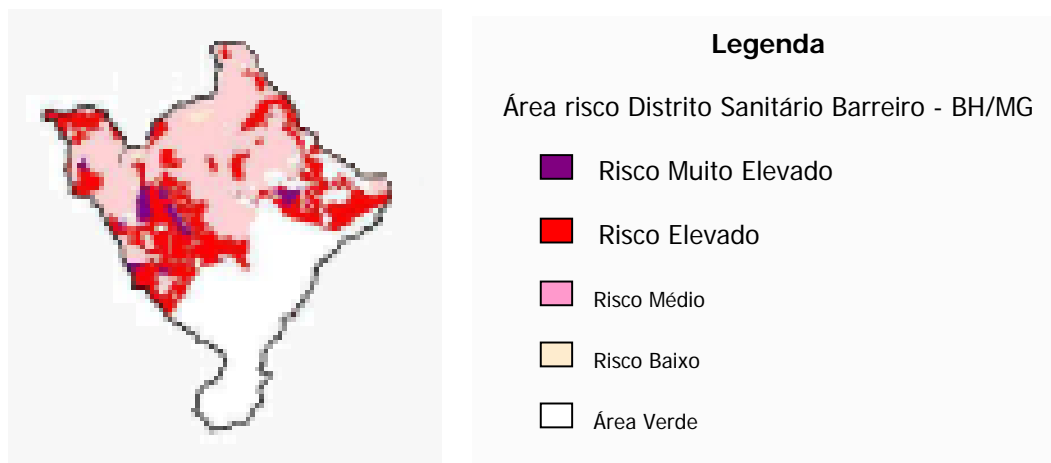 Legenda
Área risco Distrito Sanitário Barreiro - BH/MG
Risco Muito Elevado
Risco Elevado
Risco Médio
Risco Baixo
Área Verde